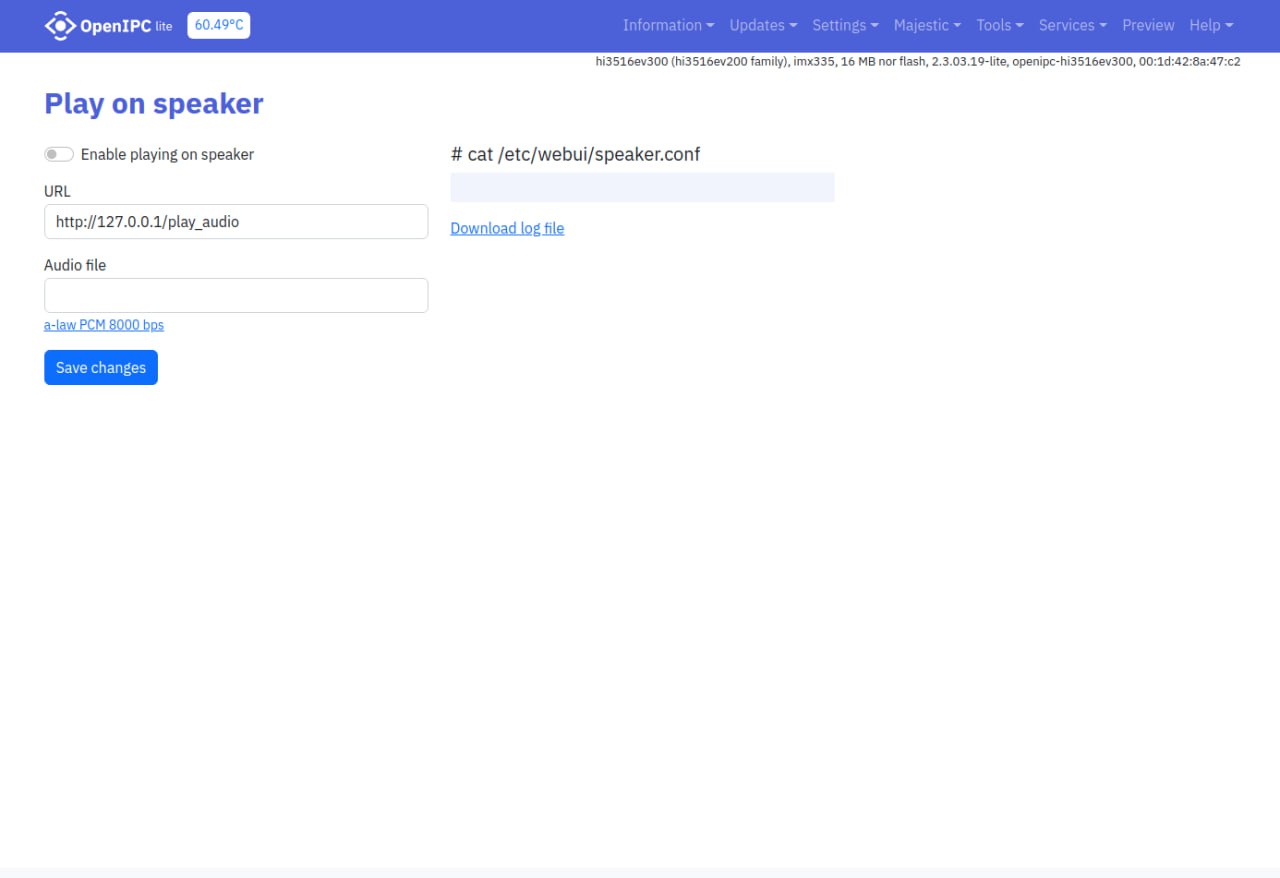 OpenIPC lite 60.49°C Information Updates Settings Majestic Tools Services Preview Help
hi3516ev300 (hi3516ev200 family), imx335, 16 MB nor flash, 2.3.03.19-lite, openipc-hi3516ev300, 00:1d:42:8a:47:c2
Play on speaker
Enable playing on speaker
URL
http://127.0.0.1/play_audio
Audio file
a-law PCM 8000 bps
Save changes
# cat /etc/webui/speaker.conf
Download log file